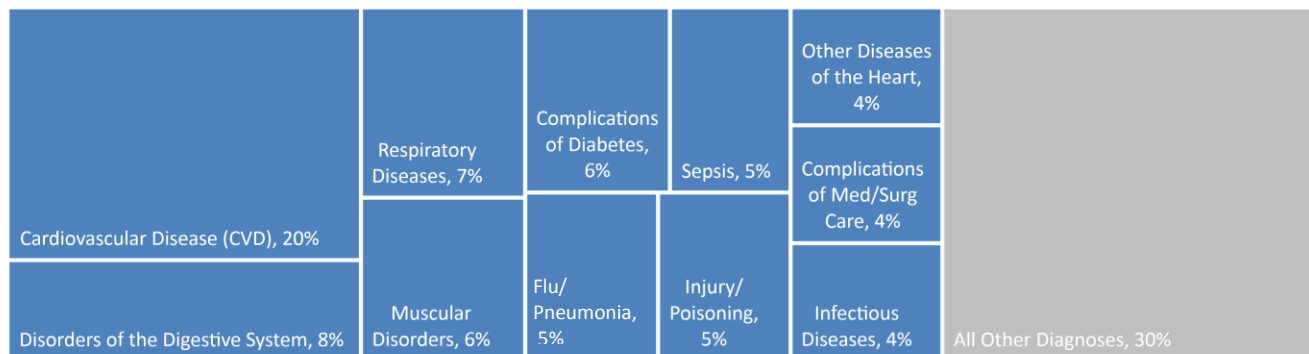 Cardiovascular Disease (CVD), 20%
Disorders of the Digestive System, 8%
Respiratory
Diseases, 7%
Muscular
Disorders, 6%
Complications
of Diabetes,
6%
Sepsis, 5%
Flu/
Pneumonia,
5%
Injury/
Poisoning,
5%
Other Diseases
of the Heart,
4%
Complications
of Med/Surg
Care, 4%
Infectious
Diseases, 4%
All Other Diagnoses, 30%